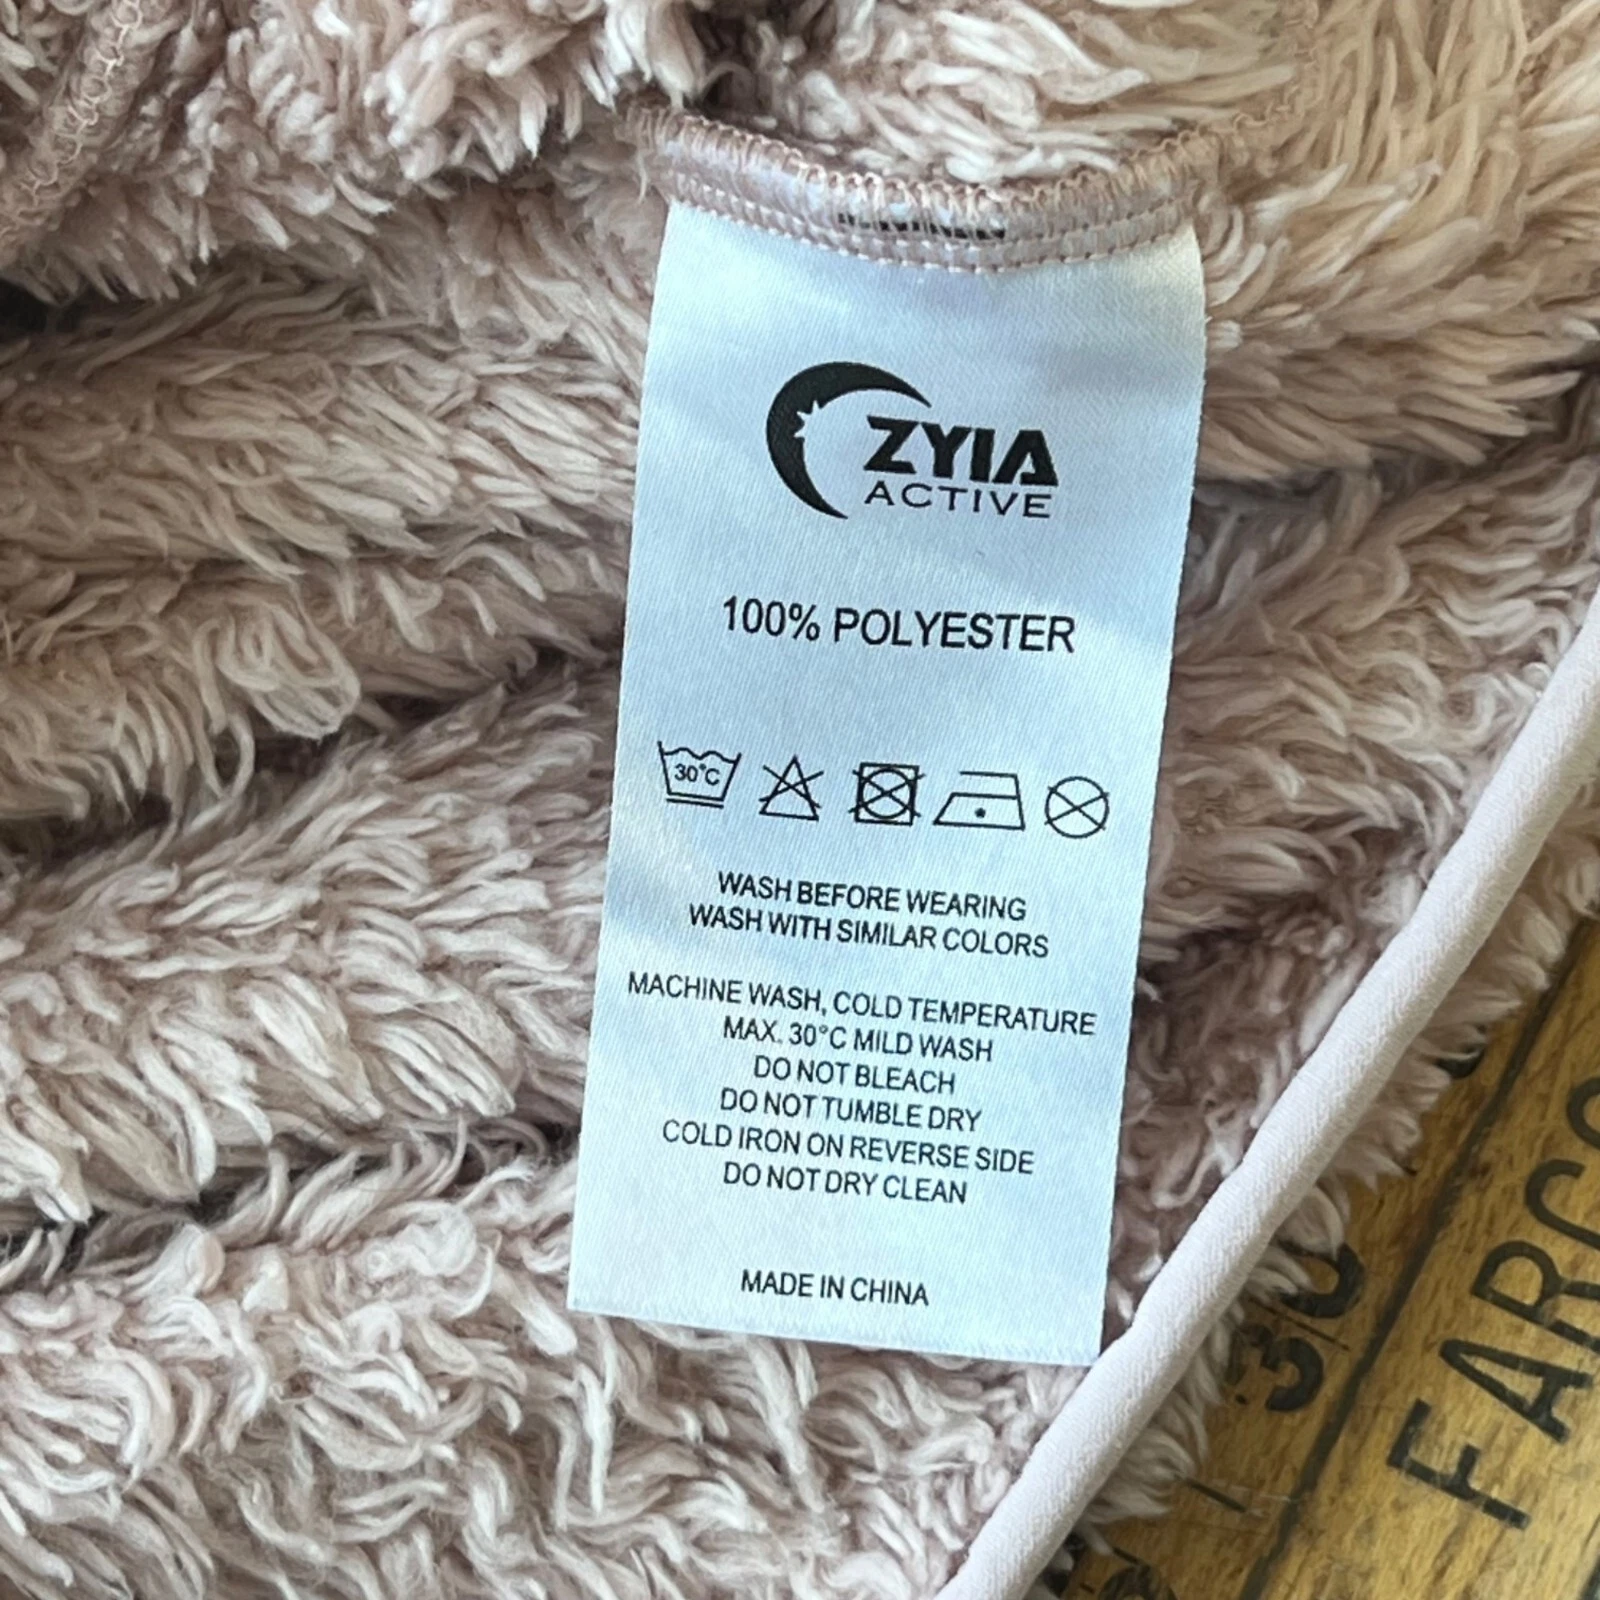 ZYIA
ACTIVE
100% POLYESTER
30°C
WASH BEFORE WEARING
WASH WITH SIMILAR COLORS
MACHINE WASH, COLD TEMPERATURE
MAX. 30°C MILD WASH
DO NOT BLEACH
DO NOT TUMBLE DRY
COLD IRON ON REVERSE SIDE
DO NOT DRY CLEAN
MADE IN CHINA
30